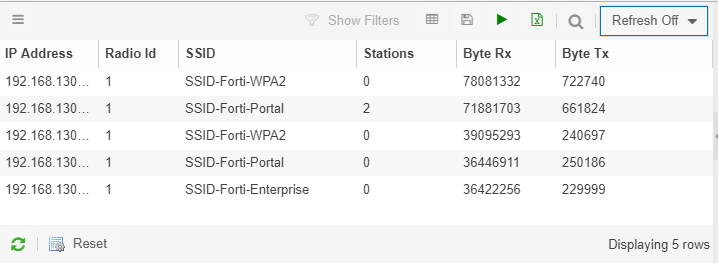 Show Filters Refresh Off
IP Address Radio Id SSID Stations Byte Rx Byte Tx
192.168.130... 1 SSID-Forti-WPA2 0 78081332 722740
192.168.130... 1 SSID-Forti-Portal 2 71881703 661824
192.168.130... 1 SSID-Forti-WPA2 0 39095293 240697
192.168.130... 1 SSID-Forti-Portal 0 36446911 250186
192.168.130... 1 SSID-Forti-Enterprise 0 36422256 229999
Reset Displaying 5 rows